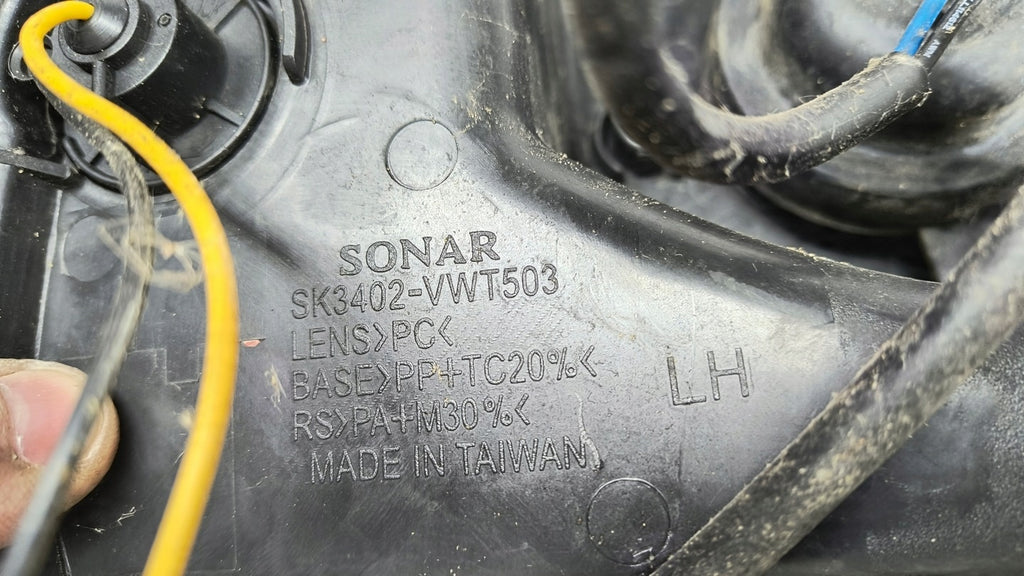 SONAR
SK3402-VWT503
LENS>PC<
BASE>PP+TC20%<
RS>PA+M30%<
MADE IN TAIWAN
LH